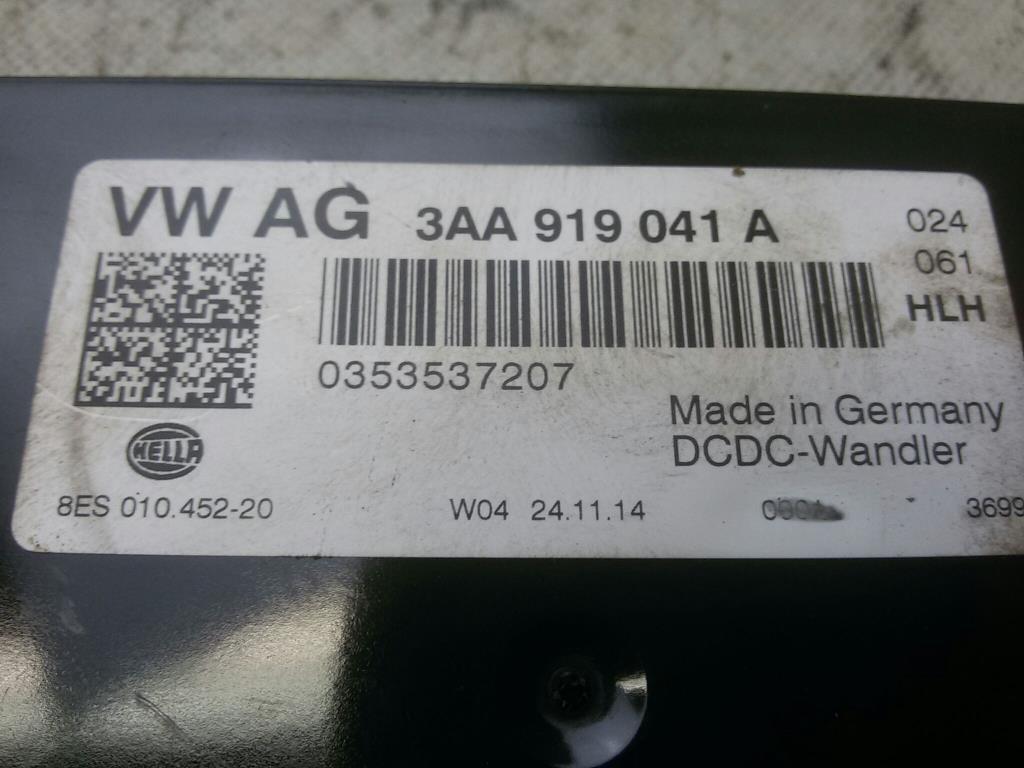 VW AG 3AA 919 041 A 024
061
HLH
0353537207
Made in Germany
HELLA
DCDC-Wandler
8ES 010.452-20 W04 24.11.14 3699